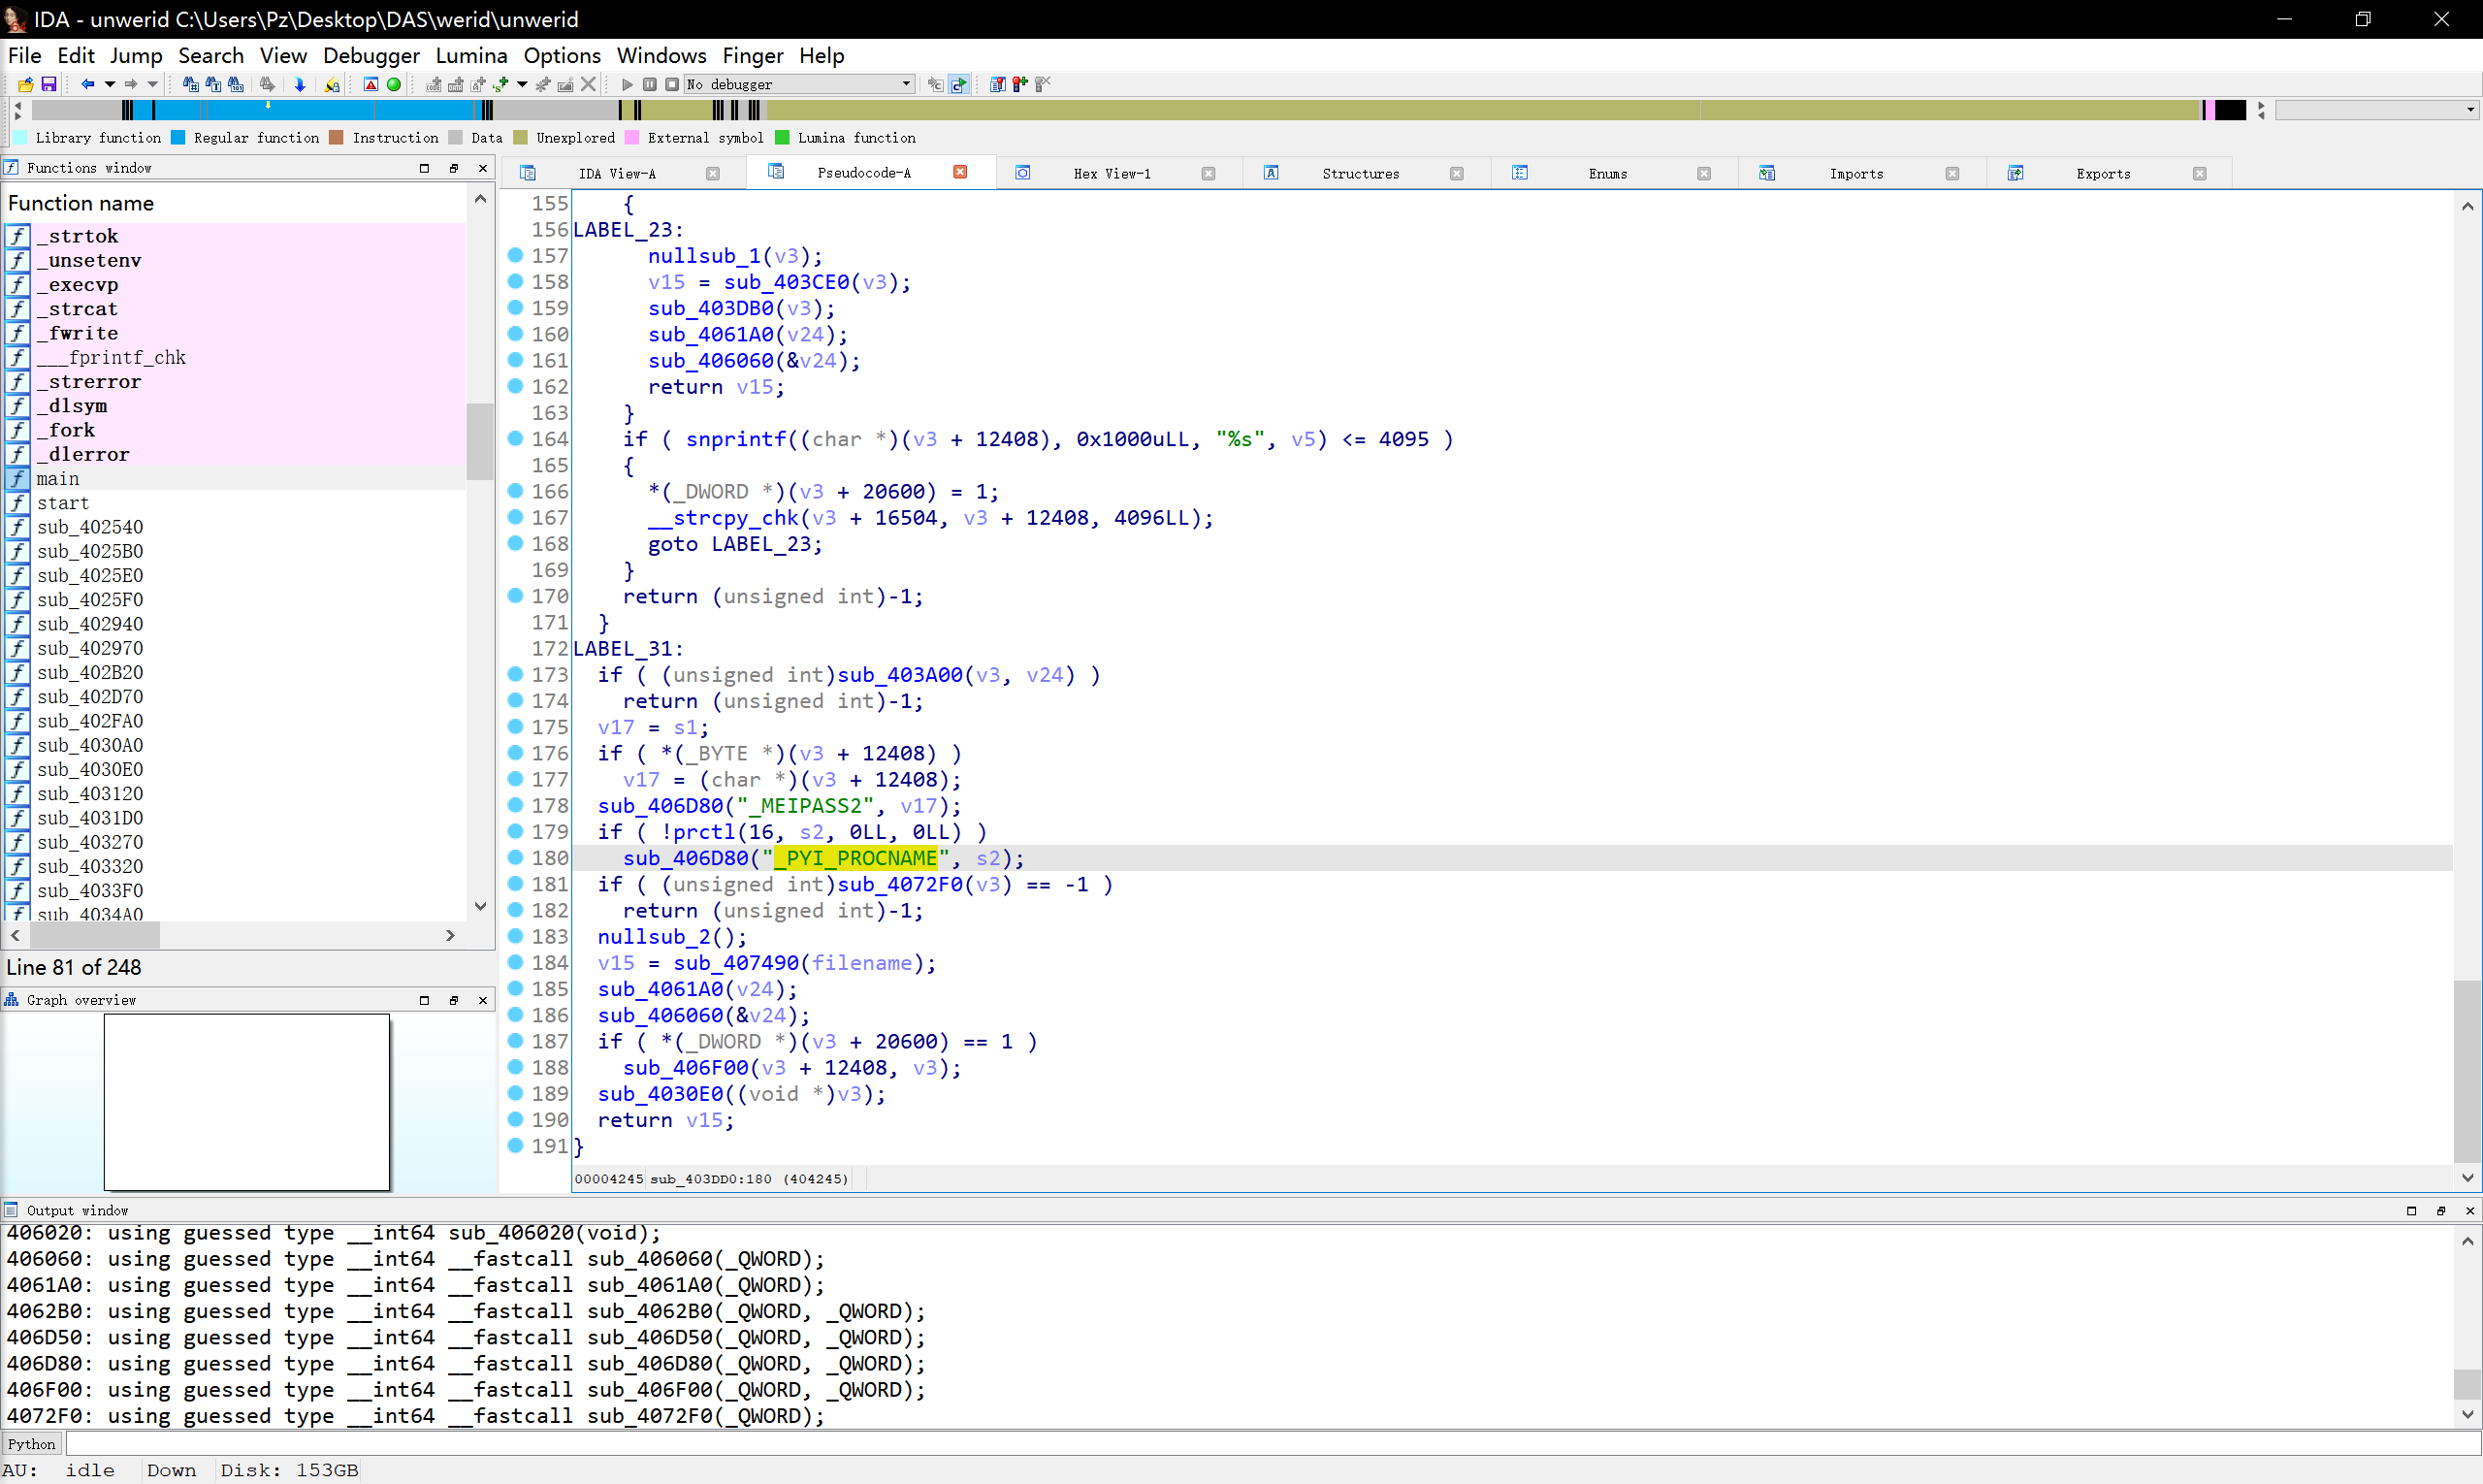 IDA - unwerid C:\Users\Pz\Desktop\DAS\werid\unwerid
File Edit Jump Search View Debugger Lumina Options Windows Finger Help
No debugger
Library function Regular function Instruction Data Unexplored External symbol Lumina function
Functions window
Function name
_strtok
_unsetenv
_execvp
_strcat
_fwrite
___fprintf_chk
_strerror
_dlsym
_fork
_dlerror
main
start
sub_402540
sub_4025B0
sub_4025E0
sub_4025F0
sub_402940
sub_402970
sub_402B20
sub_402D70
sub_402FA0
sub_4030A0
sub_4030E0
sub_403120
sub_4031D0
sub_403270
sub_403320
sub_4033F0
sub_4034A0
Line 81 of 248
Graph overview
IDA View-A Pseudocode-A Hex View-1 Structures Enums Imports Exports
155 {
156 LABEL_23:
157 nullsub_1(v3);
158 v15 = sub_403CE0(v3);
159 sub_403DB0(v3);
160 sub_4061A0(v24);
161 sub_406060(&v24);
162 return v15;
163 }
164 if ( snprintf((char *)(v3 + 12408), 0x1000uLL, "%s", v5) <= 4095 )
165 {
166 *(_DWORD *)(v3 + 20600) = 1;
167 __strcpy_chk(v3 + 16504, v3 + 12408, 4096LL);
168 goto LABEL_23;
169 }
170 return (unsigned int)-1;
171 }
172 LABEL_31:
173 if ( (unsigned int)sub_403A00(v3, v24) )
174 return (unsigned int)-1;
175 v17 = s1;
176 if ( *(_BYTE *)(v3 + 12408) )
177 v17 = (char *)(v3 + 12408);
178 sub_406D80("_MEIPASS2", v17);
179 if ( !prctl(16, s2, 0LL, 0LL) )
180 sub_406D80("_PYI_PROCNAME", s2);
181 if ( (unsigned int)sub_4072F0(v3) == -1 )
182 return (unsigned int)-1;
183 nullsub_2();
184 v15 = sub_407490(filename);
185 sub_4061A0(v24);
186 sub_406060(&v24);
187 if ( *(_DWORD *)(v3 + 20600) == 1 )
188 sub_406F00(v3 + 12408, v3);
189 sub_4030E0((void *)v3);
190 return v15;
191 }
00004245 sub_403DD0:180 (404245)
Output window
406020: using guessed type __int64 sub_406020(void);
406060: using guessed type __int64 __fastcall sub_406060(_QWORD);
4061A0: using guessed type __int64 __fastcall sub_4061A0(_QWORD);
4062B0: using guessed type __int64 __fastcall sub_4062B0(_QWORD, _QWORD);
406D50: using guessed type __int64 __fastcall sub_406D50(_QWORD, _QWORD);
406D80: using guessed type __int64 __fastcall sub_406D80(_QWORD, _QWORD);
406F00: using guessed type __int64 __fastcall sub_406F00(_QWORD, _QWORD);
4072F0: using guessed type __int64 __fastcall sub_4072F0(_QWORD);
Python
AU: idle Down Disk: 153GB